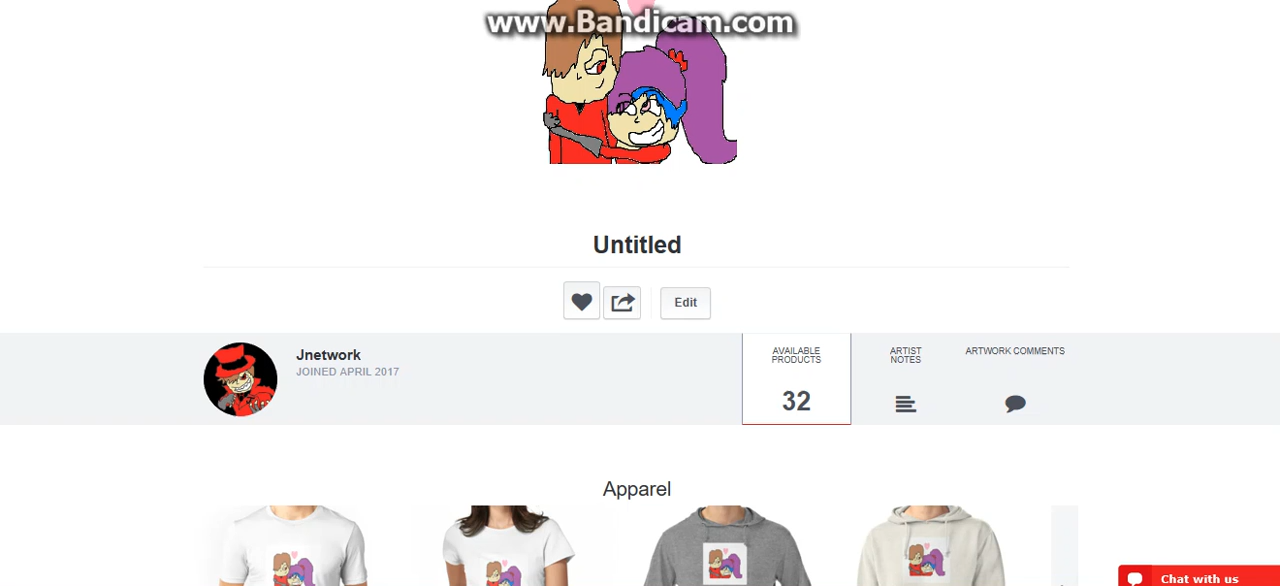 www.Bandicam.com
Untitled
Edit
Jnetwork
JOINED APRIL 2017
AVAILABLE
PRODUCTS
32
ARTIST
NOTES
ARTWORK COMMENTS
Apparel
Chat with us